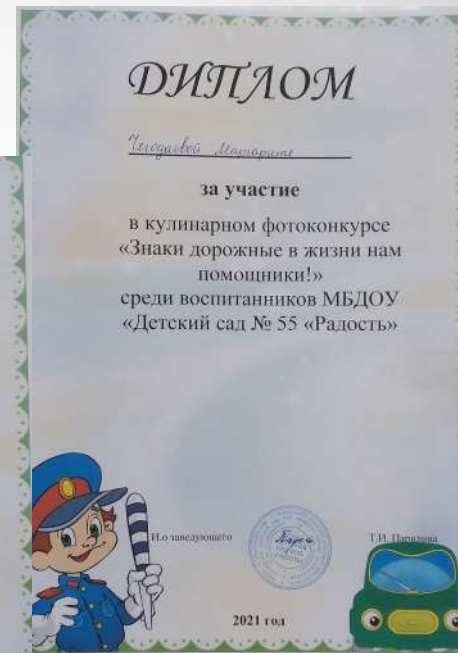 ДИПЛОМ
Чегодаевой Маргарите
за участие
в кулинарном фотоконкурсе
«Знаки дорожные в жизни нам
помощники!»
среди воспитанников МБДОУ
«Детский сад № 55 «Радость»
И.о заведующего
Т.И.
2021 год